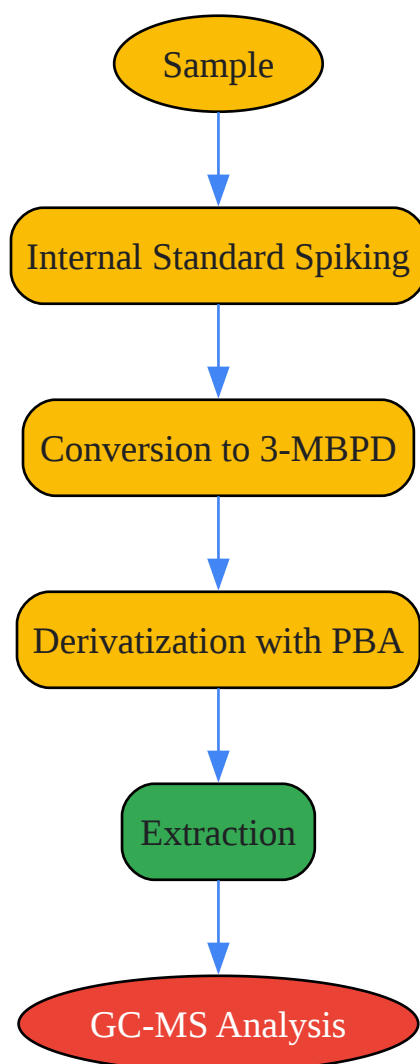 Sample
Internal Standard Spiking
Conversion to 3-MBPD
Derivatization with PBA
Extraction
GC-MS Analysis